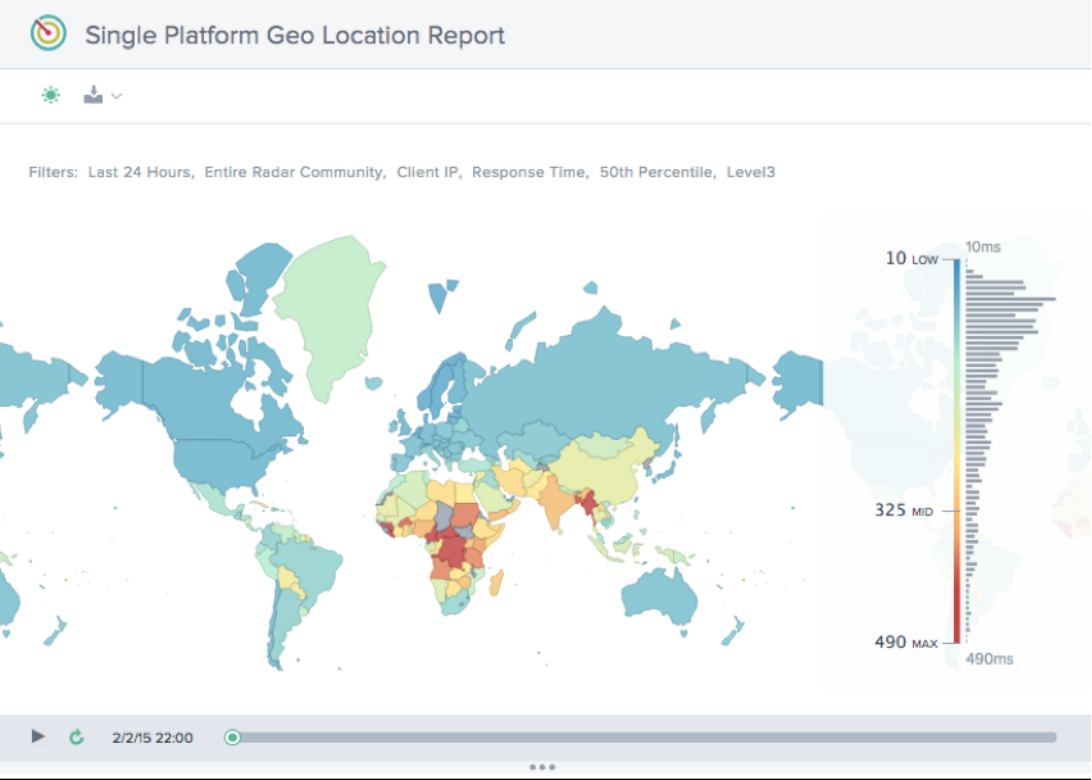 Single Platform Geo Location Report
Filters: Last 24 Hours, Entire Radar Community, Client IP, Response Time, 50th Percentile, Level3
10ms
10 LOW
325 MID
490 MAX
490ms
2/2/15 22:00